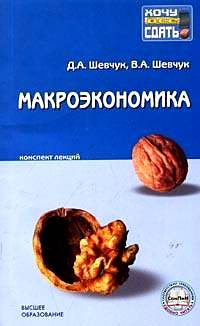 ХОЧУ
СДАТЬ
Д.А. Шевчук, В.А. Шевчук
МАКРОЭКОНОМИКА
конспект лекций
ВЫСШЕЕ
ОБРАЗОВАНИЕ